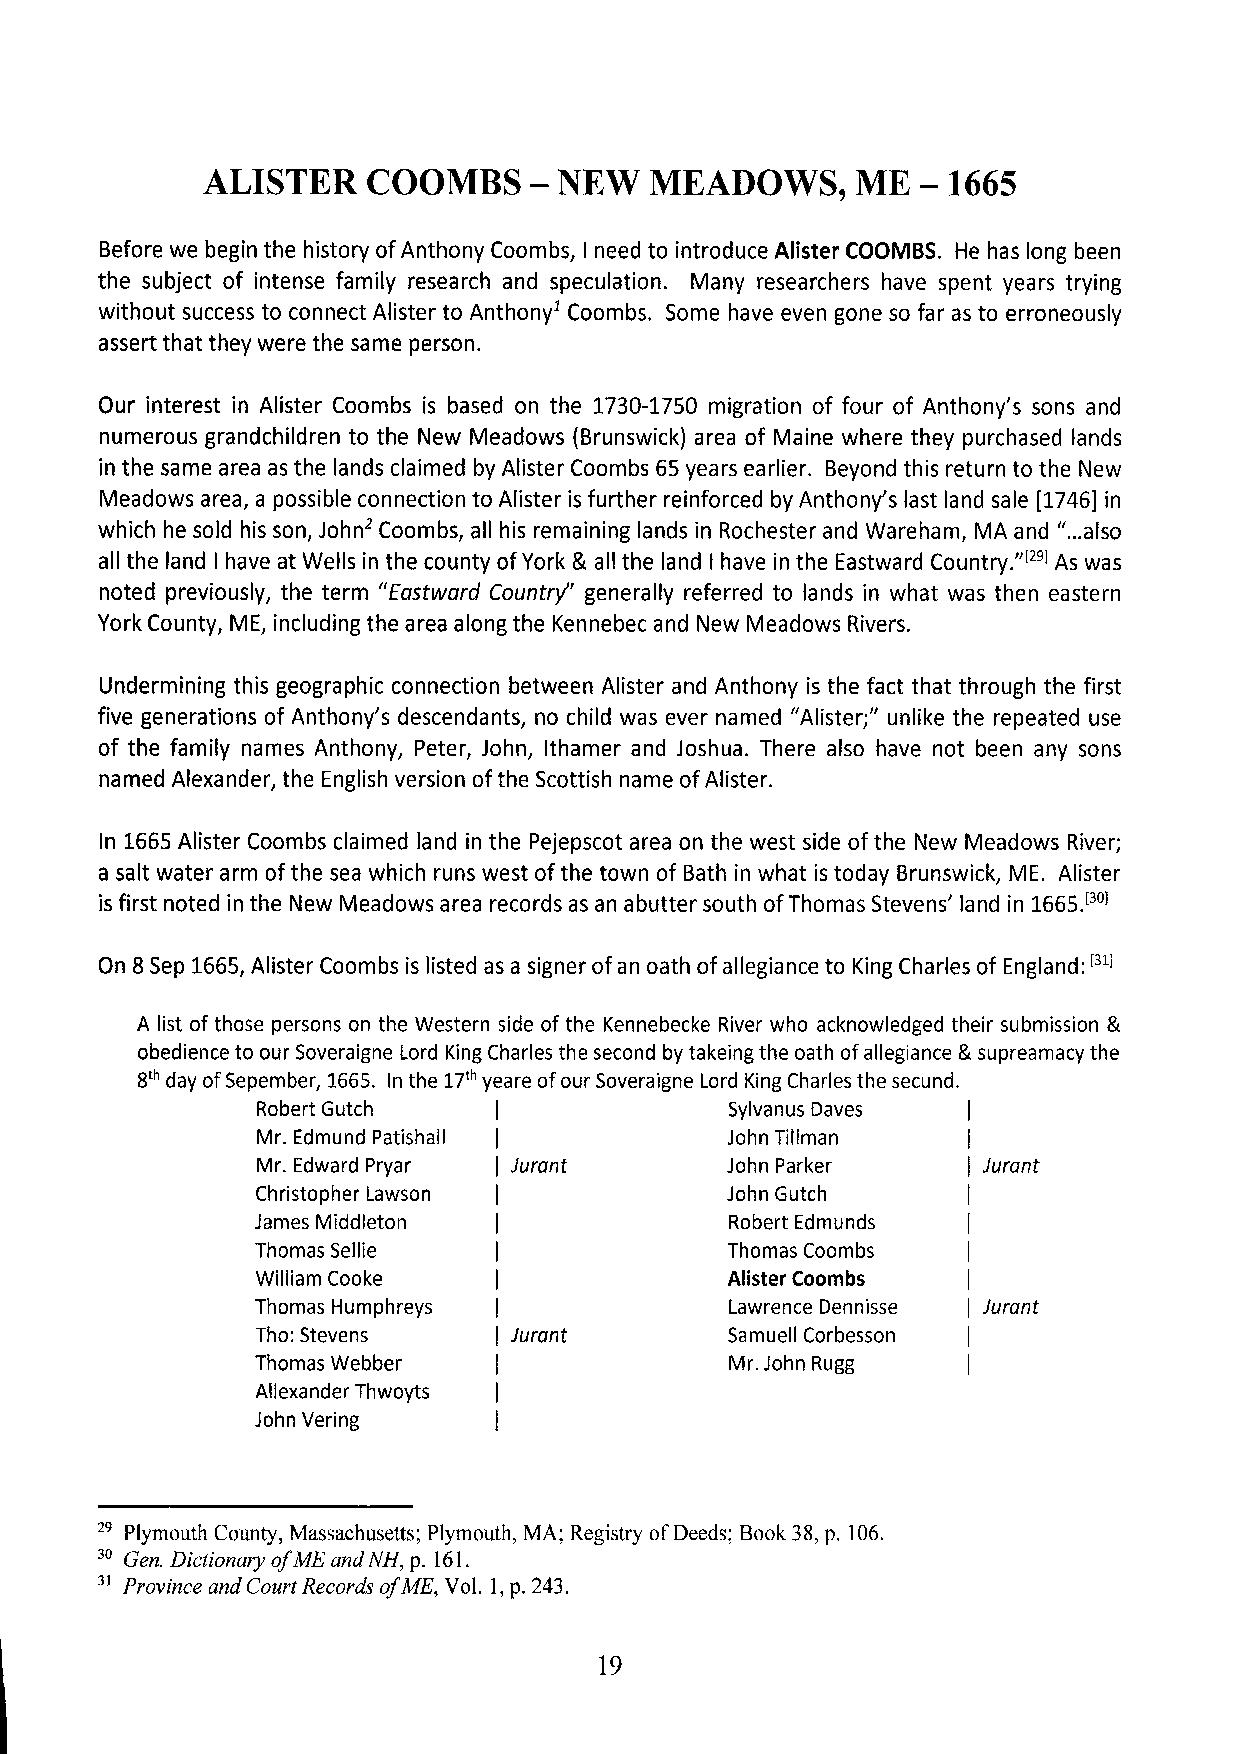 ALISTER COOMBS – NEW MEADOWS, ME – 1665
Before we begin the history of Anthony Coombs, I need to introduce Alister COOMBS. He has long been
the subject of intense family research and speculation. Many researchers have spent years trying
without success to connect Alister to Anthony¹ Coombs. Some have even gone so far as to erroneously
assert that they were the same person.
Our interest in Alister Coombs is based on the 1730-1750 migration of four of Anthony's sons and
numerous grandchildren to the New Meadows (Brunswick) area of Maine where they purchased lands
in the same area as the lands claimed by Alister Coombs 65 years earlier. Beyond this return to the New
Meadows area, a possible connection to Alister is further reinforced by Anthony's last land sale [1746] in
which he sold his son, John² Coombs, all his remaining lands in Rochester and Wareham, MA and "...also
all the land I have at Wells in the county of York & all the land I have in the Eastward Country."[29] As was
noted previously, the term "Eastward Country" generally referred to lands in what was then eastern
York County, ME, including the area along the Kennebec and New Meadows Rivers.
Undermining this geographic connection between Alister and Anthony is the fact that through the first
five generations of Anthony's descendants, no child was ever named "Alister;" unlike the repeated use
of the family names Anthony, Peter, John, Ithamer and Joshua. There also have not been any sons
named Alexander, the English version of the Scottish name of Alister.
In 1665 Alister Coombs claimed land in the Pejepscot area on the west side of the New Meadows River;
a salt water arm of the sea which runs west of the town of Bath in what is today Brunswick, ME. Alister
is first noted in the New Meadows area records as an abutter south of Thomas Stevens' land in 1665.[30]
On 8 Sep 1665, Alister Coombs is listed as a signer of an oath of allegiance to King Charles of England: [31]
A list of those persons on the Western side of the Kennebecke River who acknowledged their submission &
obedience to our Soveraigne Lord King Charles the second by takeing the oath of allegiance & supreamacy the
8th day of Sepember, 1665. In the 17th yeare of our Soveraigne Lord King Charles the secund.
Robert Gutch | Sylvanus Daves |
Mr. Edmund Patishall | John Tillman |
Mr. Edward Pryar | Jurant John Parker | Jurant
Christopher Lawson | John Gutch |
James Middleton | Robert Edmunds |
Thomas Sellie | Thomas Coombs |
William Cooke | Alister Coombs |
Thomas Humphreys | Lawrence Dennisse | Jurant
Tho: Stevens | Jurant Samuell Corbesson |
Thomas Webber | Mr. John Rugg |
Allexander Thwoyts |
John Vering |
29 Plymouth County, Massachusetts; Plymouth, MA; Registry of Deeds; Book 38, p. 106.
30 Gen. Dictionary of ME and NH, p. 161.
31 Province and Court Records of ME, Vol. 1, p. 243.
19